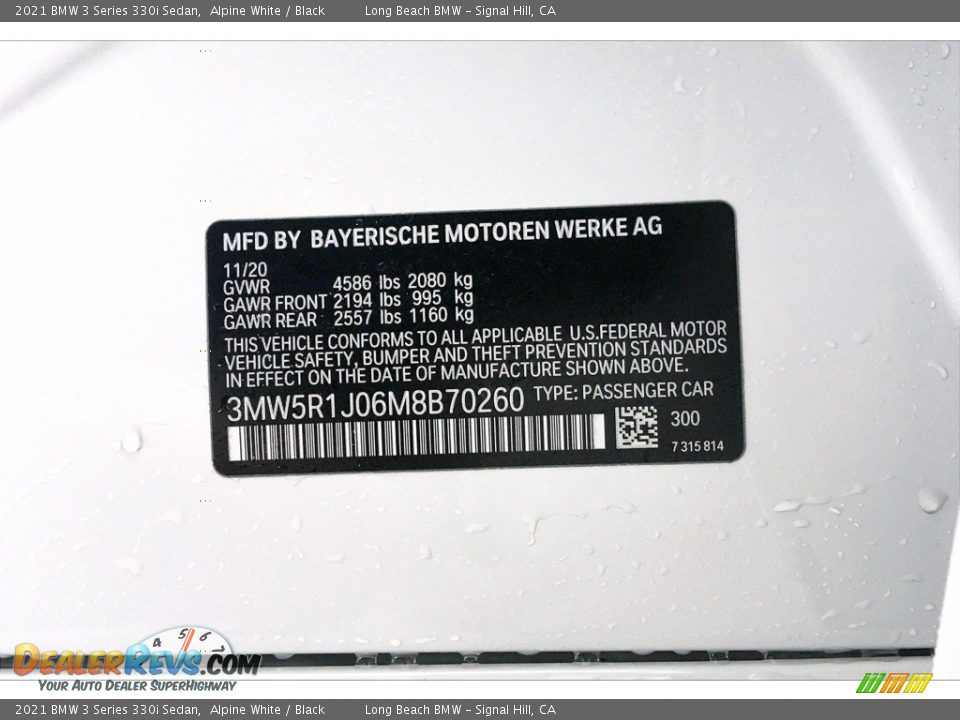 2021 BMW 3 Series 330i Sedan, Alpine White / Black Long Beach BMW – Signal Hill, CA
MFD BY BAYERISCHE MOTOREN WERKE AG
11/20
GVWR 4586 lbs 2080 kg
GAWR FRONT 2194 lbs 995 kg
GAWR REAR 2557 lbs 1160 kg
THIS VEHICLE CONFORMS TO ALL APPLICABLE U.S.FEDERAL MOTOR
VEHICLE SAFETY, BUMPER AND THEFT PREVENTION STANDARDS
IN EFFECT ON THE DATE OF MANUFACTURE SHOWN ABOVE.
3MW5R1J06M8B70260 TYPE: PASSENGER CAR
300
7 315 814
4 5 6 7
DEALERREVS.COM
YOUR AUTO DEALER SUPERHIGHWAY
2021 BMW 3 Series 330i Sedan, Alpine White / Black Long Beach BMW – Signal Hill, CA